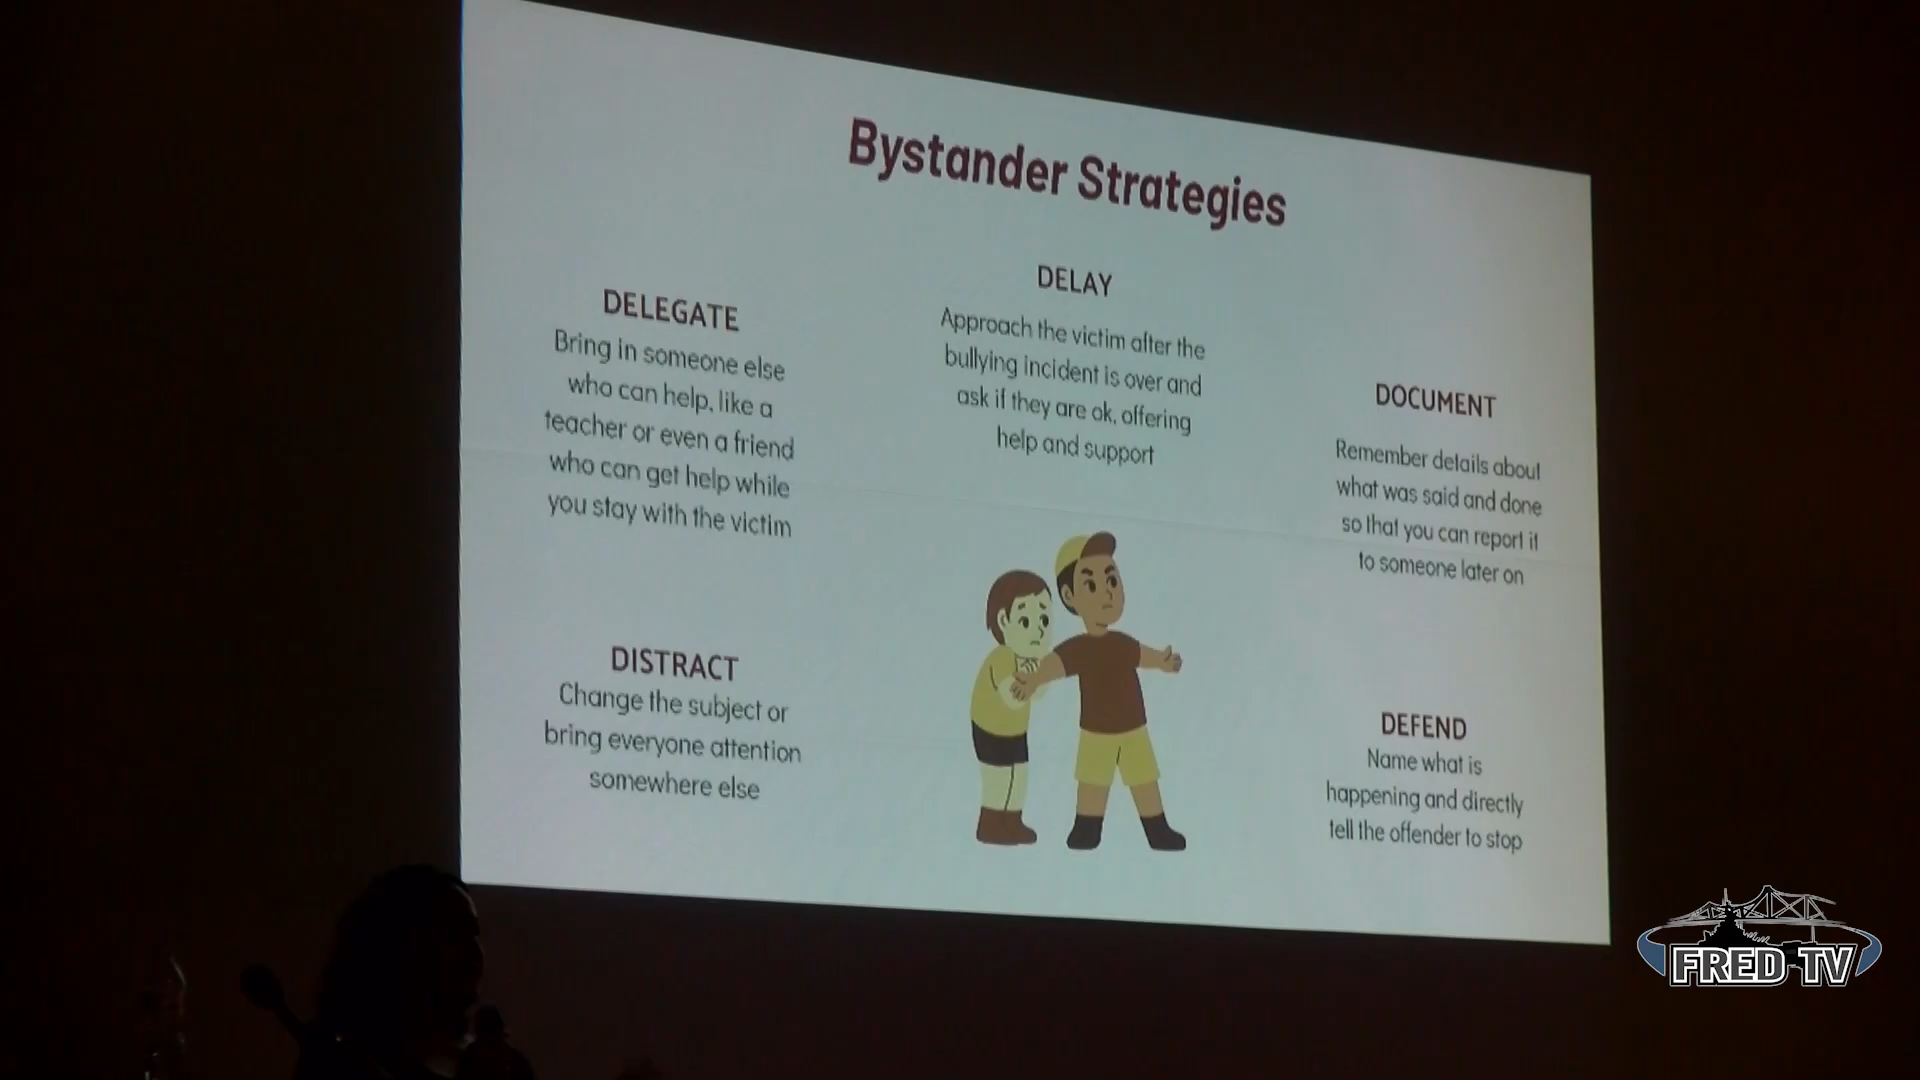 Bystander Strategies
DELEGATE
Bring in someone else
who can help, like a
teacher or even a friend
who can get help while
you stay with the victim
DELAY
Approach the victim after the
bullying incident is over and
ask if they are ok, offering
help and support
DOCUMENT
Remember details about
what was said and done
so that you can report it
to someone later on
DISTRACT
Change the subject or
bring everyone attention
somewhere else
DEFEND
Name what is
happening and directly
tell the offender to stop
FRED TV